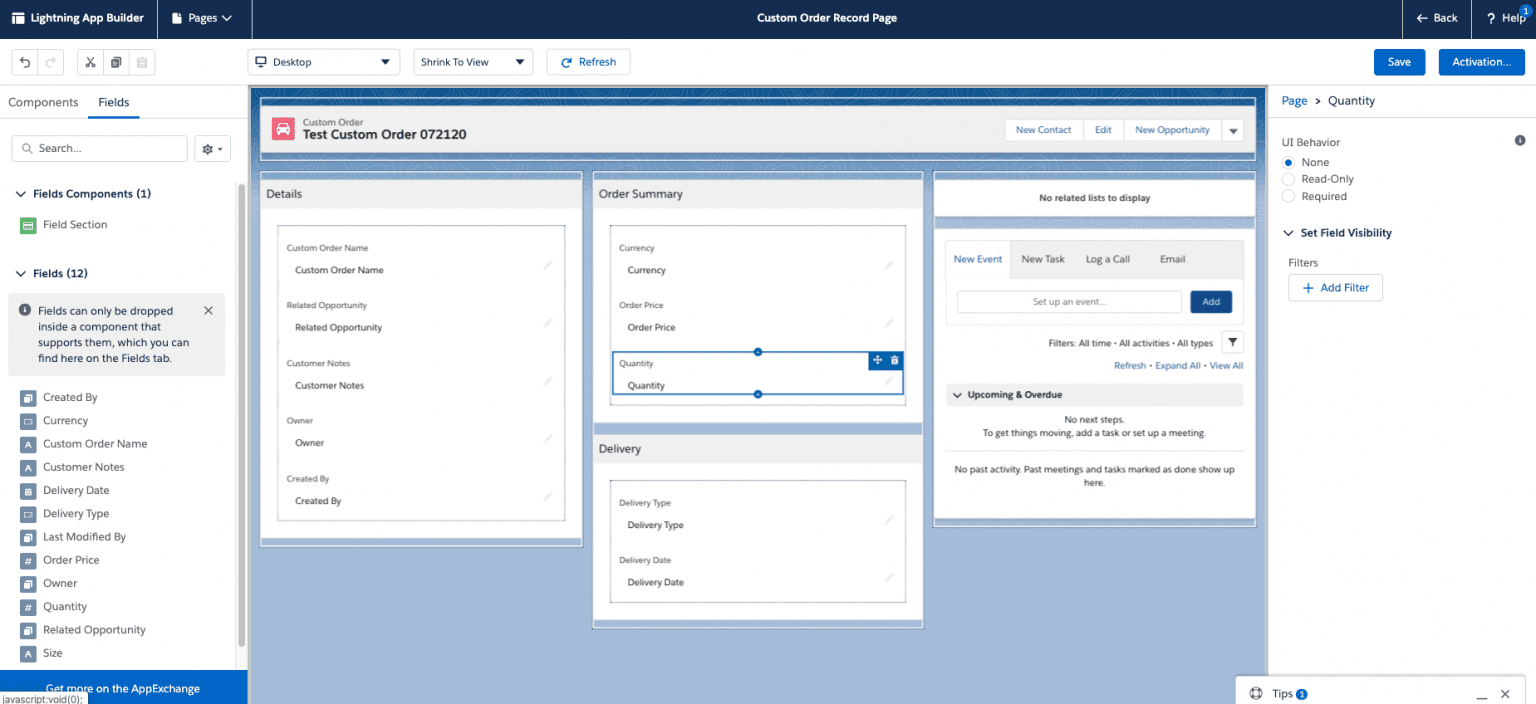 Lightning App Builder
Pages
Custom Order Record Page
Back
? Help
1
Desktop
Shrink To View
Refresh
Save
Activation...
Components
Fields
Search...
Fields Components (1)
Field Section
Fields (12)
Fields can only be dropped
inside a component that
supports them, which you can
find here on the Fields tab.
Created By
Currency
A Custom Order Name
A Customer Notes
Delivery Date
Delivery Type
Last Modified By
# Order Price
Owner
# Quantity
Related Opportunity
A Size
Get more on the AppExchange
javascript:void(0);
Custom Order
Test Custom Order 072120
New Contact
Edit
New Opportunity
Details
Custom Order Name
Custom Order Name
Related Opportunity
Related Opportunity
Customer Notes
Customer Notes
Owner
Owner
Created By
Created By
Order Summary
Currency
Currency
Order Price
Order Price
Quantity
Quantity
Delivery
Delivery Type
Delivery Type
Delivery Date
Delivery Date
No related lists to display
New Event
New Task
Log a Call
Email
Set up an event...
Add
Filters: All time • All activities • All types
Refresh • Expand All • View All
Upcoming & Overdue
No next steps.
To get things moving, add a task or set up a meeting.
No past activity. Past meetings and tasks marked as done show up
here.
Page > Quantity
UI Behavior
None
Read-Only
Required
Set Field Visibility
Filters
+ Add Filter
Tips 1